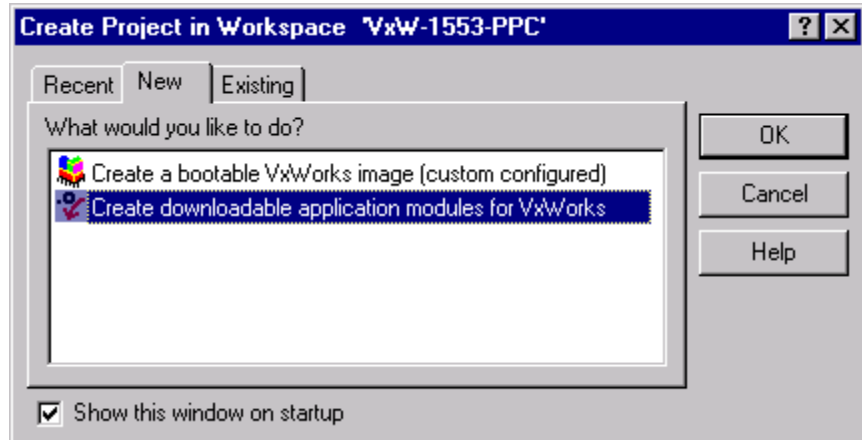 Create Project in Workspace 'VxW-1553-PPC'
Recent New Existing
What would you like to do?
Create a bootable VxWorks image (custom configured)
Create downloadable application modules for VxWorks
OK
Cancel
Help
Show this window on startup